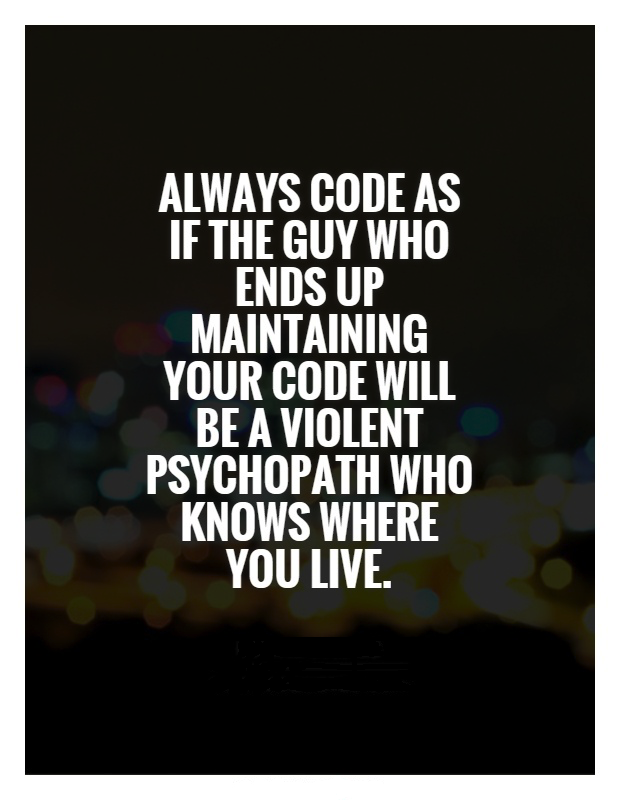 ALWAYS CODE AS
IF THE GUY WHO
ENDS UP
MAINTAINING
YOUR CODE WILL
BE A VIOLENT
PSYCHOPATH WHO
KNOWS WHERE
YOU LIVE.